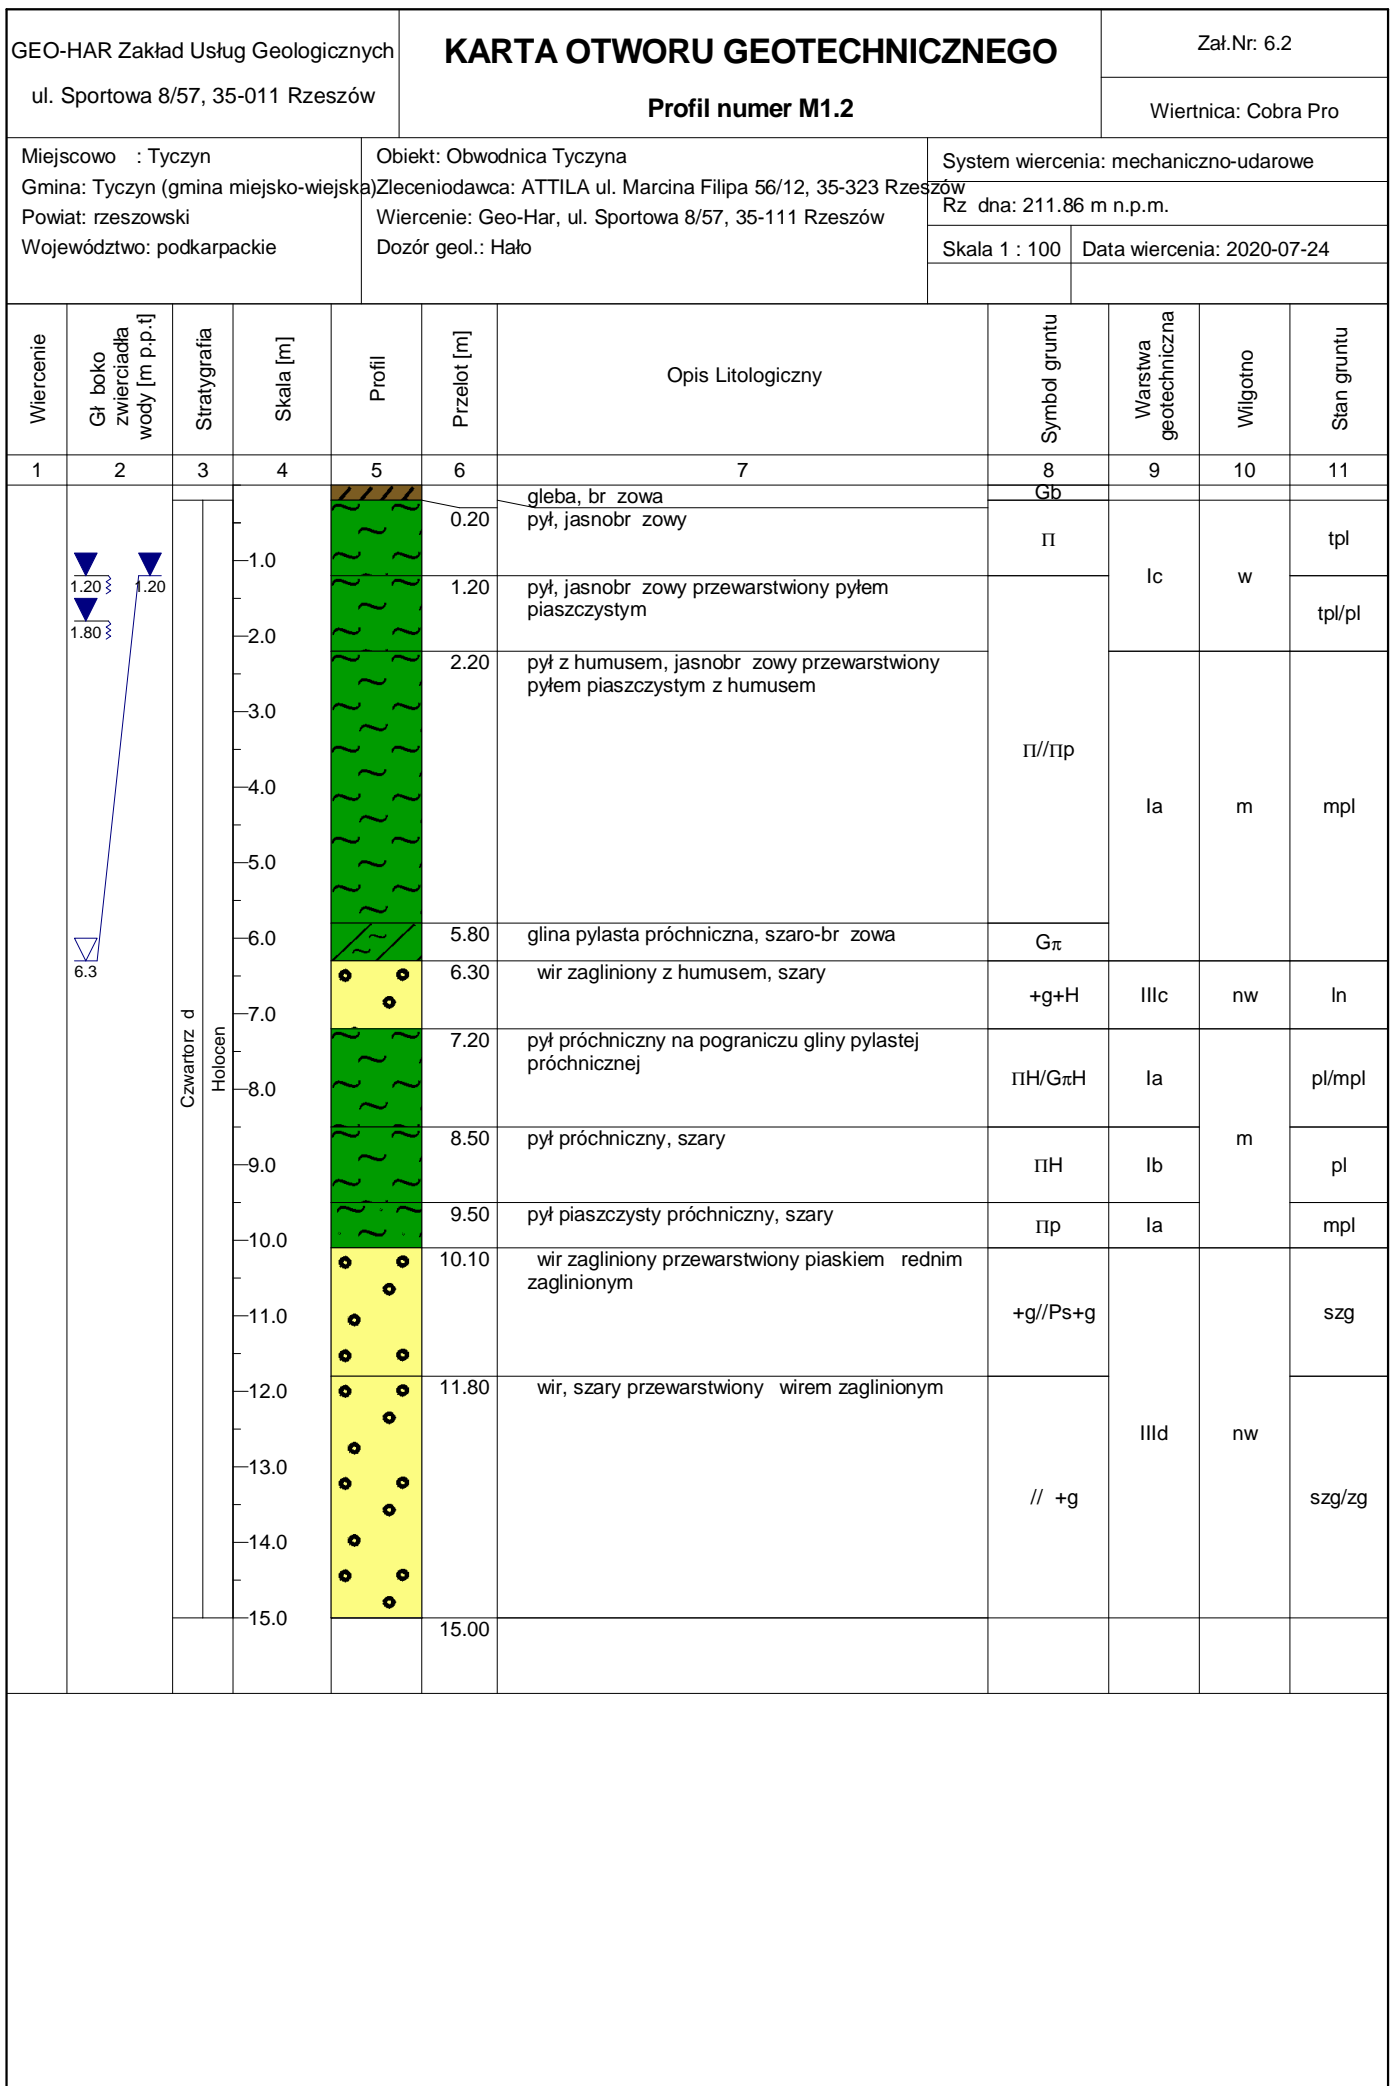 GEO-HAR Zakład Usług Geologicznych
ul. Sportowa 8/57, 35-011 Rzeszów
KARTA OTWORU GEOTECHNICZNEGO
Profil numer M1.2
Zał.Nr: 6.2
Wiertnica: Cobra Pro
Miejscowo : Tyczyn
Gmina: Tyczyn (gmina miejsko-wiejska)
Powiat: rzeszowski
Województwo: podkarpackie
Obiekt: Obwodnica Tyczyna
Zleceniodawca: ATTILA ul. Marcina Filipa 56/12, 35-323 Rzeszów
Wiercenie: Geo-Har, ul. Sportowa 8/57, 35-111 Rzeszów
Dozór geol.: Hało
System wiercenia: mechaniczno-udarowe
Rz dna: 211.86 m n.p.m.
Skala 1 : 100
Data wiercenia: 2020-07-24
Wiercenie
Gł boko
zwierciadła
wody [m p.p.t]
Stratygrafia
Skala [m]
Profil
Przelot [m]
Opis Litologiczny
Symbol gruntu
Warstwa
geotechniczna
Wilgotno
Stan gruntu
1 2 3 4 5 6 7 8 9 10 11
gleba, br zowa
Gb
0.20 pył, jasnobr zowy
Π
tpl
1.0
1.20 1.20
Ic
w
1.20 pył, jasnobr zowy przewarstwiony pyłem
piaszczystym
tpl/pl
1.80
2.0
2.20 pył z humusem, jasnobr zowy przewarstwiony
pyłem piaszczystym z humusem
3.0
Π//Πp
4.0
Ia
m
mpl
5.0
5.80 glina pylasta próchniczna, szaro-br zowa
Gπ
6.0
6.3
6.30 wir zagliniony z humusem, szary
+g+H
IIIc
nw
ln
7.0
Czwartorz d
Holocen
7.20 pył próchniczny na pograniczu gliny pylastej
próchnicznej
ΠH/GπH
Ia
pl/mpl
8.0
8.50 pył próchniczny, szary
m
9.0
ΠH
Ib
pl
9.50 pył piaszczysty próchniczny, szary
Πp
Ia
mpl
10.0
10.10 wir zagliniony przewarstwiony piaskiem rednim
zaglinionym
11.0
+g//Ps+g
szg
11.80 wir, szary przewarstwiony wirem zaglinionym
12.0
IIId
nw
13.0
// +g
szg/zg
14.0
15.0
15.00